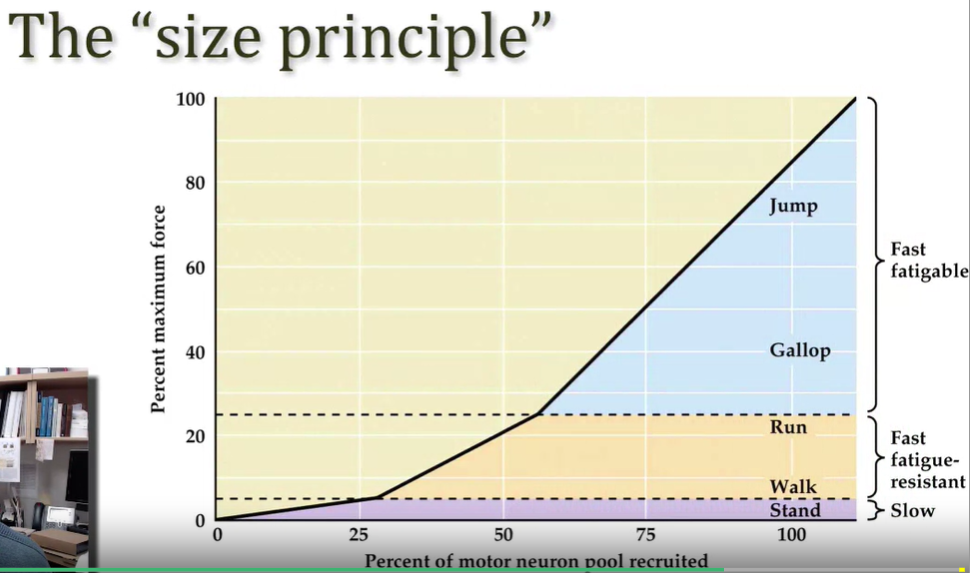 The “size principle”
100
80
60
40
20
0
Percent maximum force
0 25 50 75 100
Percent of motor neuron pool recruited
Jump
Gallop
Run
Walk
Stand
Fast
fatigable
Fast
fatigue-
resistant
Slow